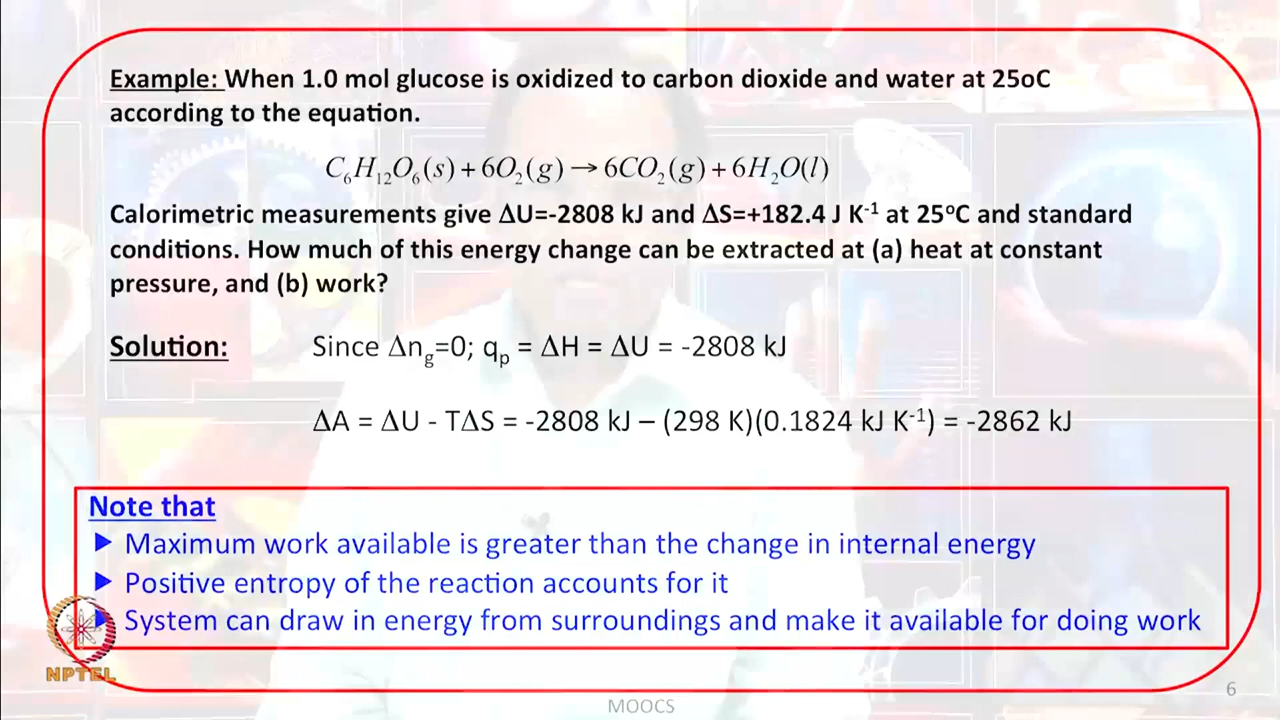 Example: When 1.0 mol glucose is oxidized to carbon dioxide and water at 25oC
according to the equation.
C₆H₁₂O₆(s) + 6O₂(g) → 6CO₂(g) + 6H₂O(l)
Calorimetric measurements give ΔU=-2808 kJ and ΔS=+182.4 J K⁻¹ at 25ºC and standard
conditions. How much of this energy change can be extracted at (a) heat at constant
pressure, and (b) work?
Solution: Since Δn_g=0; q_p = ΔH = ΔU = -2808 kJ
ΔA = ΔU - TΔS = -2808 kJ – (298 K)(0.1824 kJ K⁻¹) = -2862 kJ
Note that
Maximum work available is greater than the change in internal energy
Positive entropy of the reaction accounts for it
System can draw in energy from surroundings and make it available for doing work
NPTEL
6
MOOCS